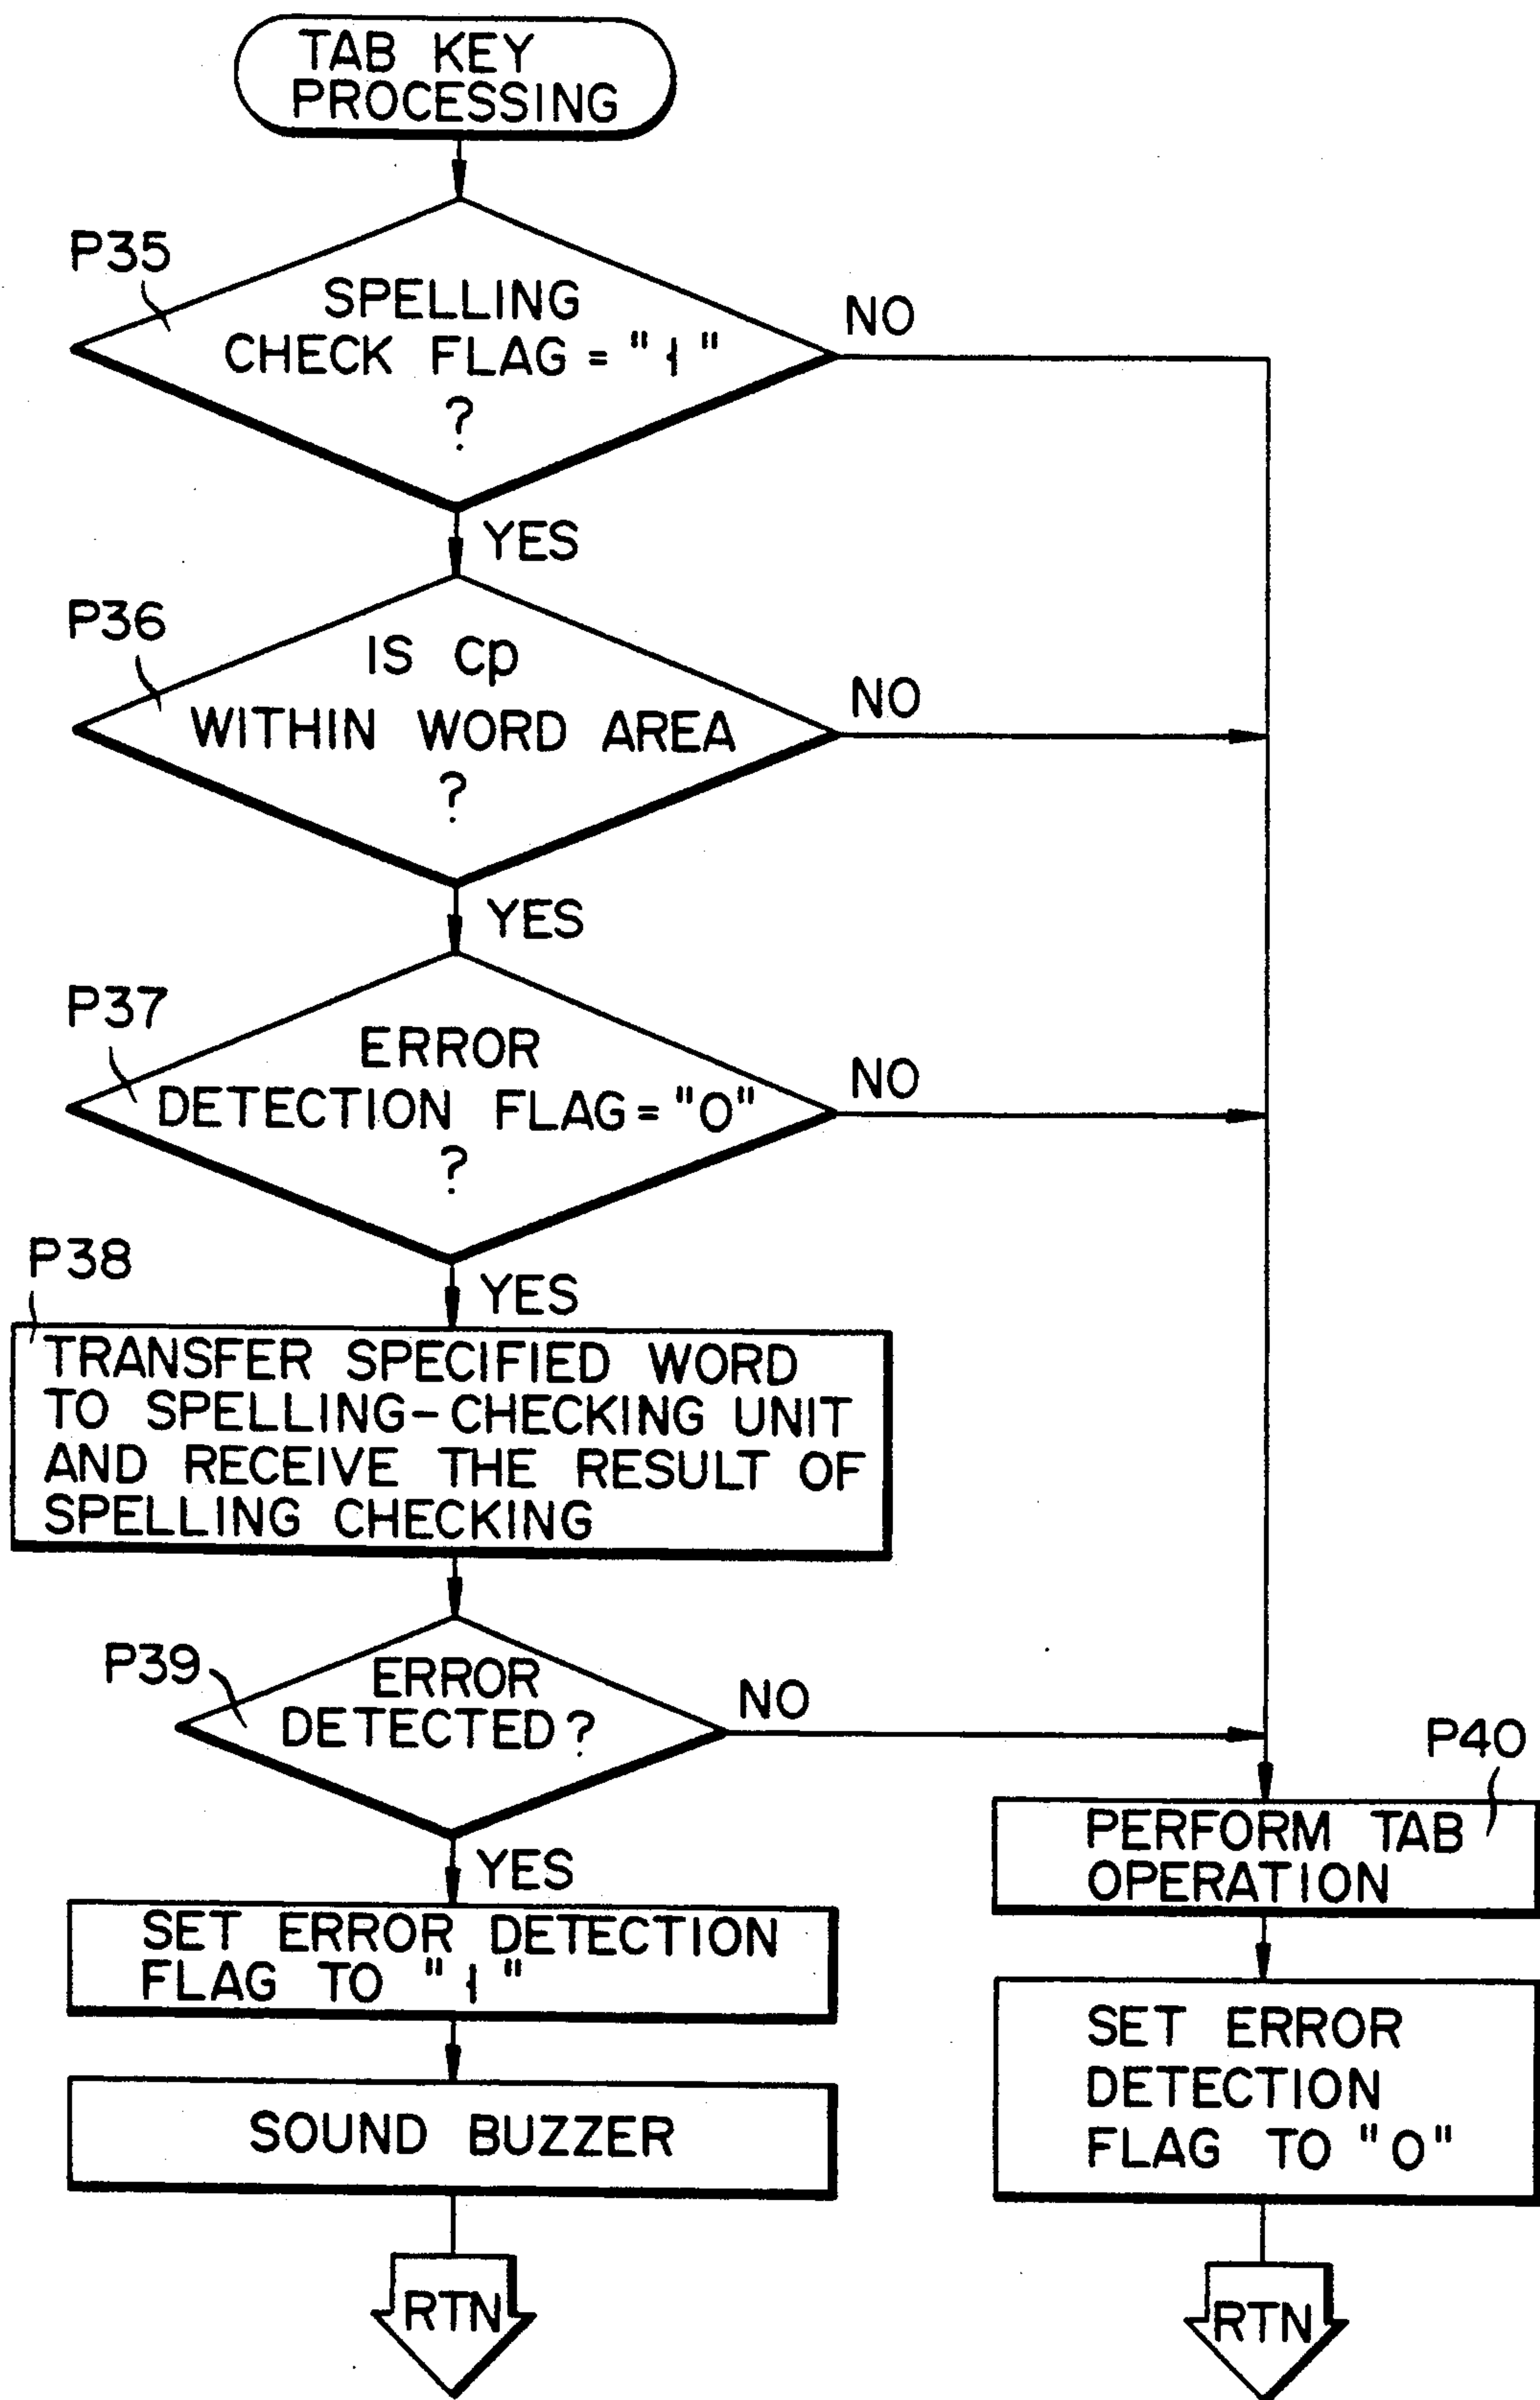 TAB KEY
PROCESSING
P35
SPELLING
CHECK FLAG = "1"
?
NO
YES
P36
IS Cp
WITHIN WORD AREA
?
NO
YES
P37
ERROR
DETECTION FLAG = "0"
?
NO
YES
P38
TRANSFER SPECIFIED WORD
TO SPELLING-CHECKING UNIT
AND RECEIVE THE RESULT OF
SPELLING CHECKING
P39
ERROR
DETECTED?
NO
YES
P40
PERFORM TAB
OPERATION
SET ERROR DETECTION
FLAG TO "1"
SET ERROR
DETECTION
FLAG TO "0"
SOUND BUZZER
RTN
RTN